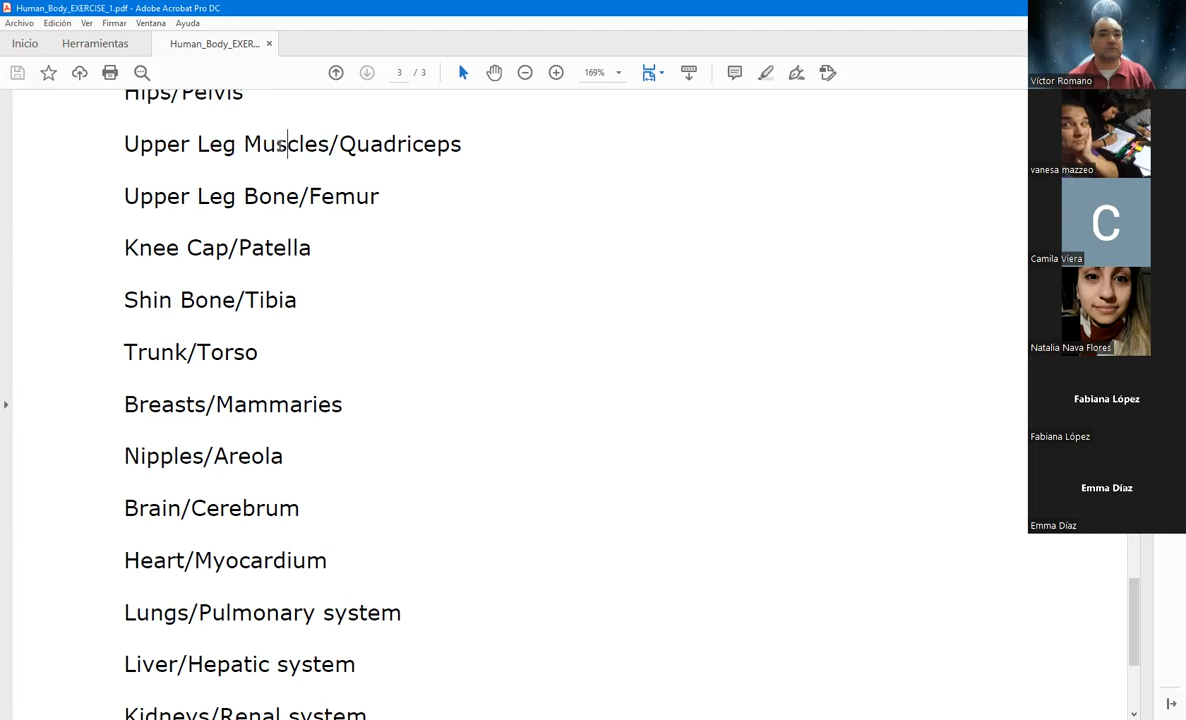 Human_Body_EXERCISE_1.pdf - Adobe Acrobat Pro DC
Archivo Edición Ver Firmar Ventana Ayuda
Inicio Herramientas Human_Body_EXER... ×
3 / 3 169%
Hips/Pelvis
Upper Leg Muscles/Quadriceps
Upper Leg Bone/Femur
Knee Cap/Patella
Shin Bone/Tibia
Trunk/Torso
Breasts/Mammaries
Nipples/Areola
Brain/Cerebrum
Heart/Myocardium
Lungs/Pulmonary system
Liver/Hepatic system
Kidneys/Renal system
Víctor Romano
vanesa mazzeo
C
Camila Viera
Natalia Nava Flores
Fabiana López
Fabiana López
Emma Díaz
Emma Díaz